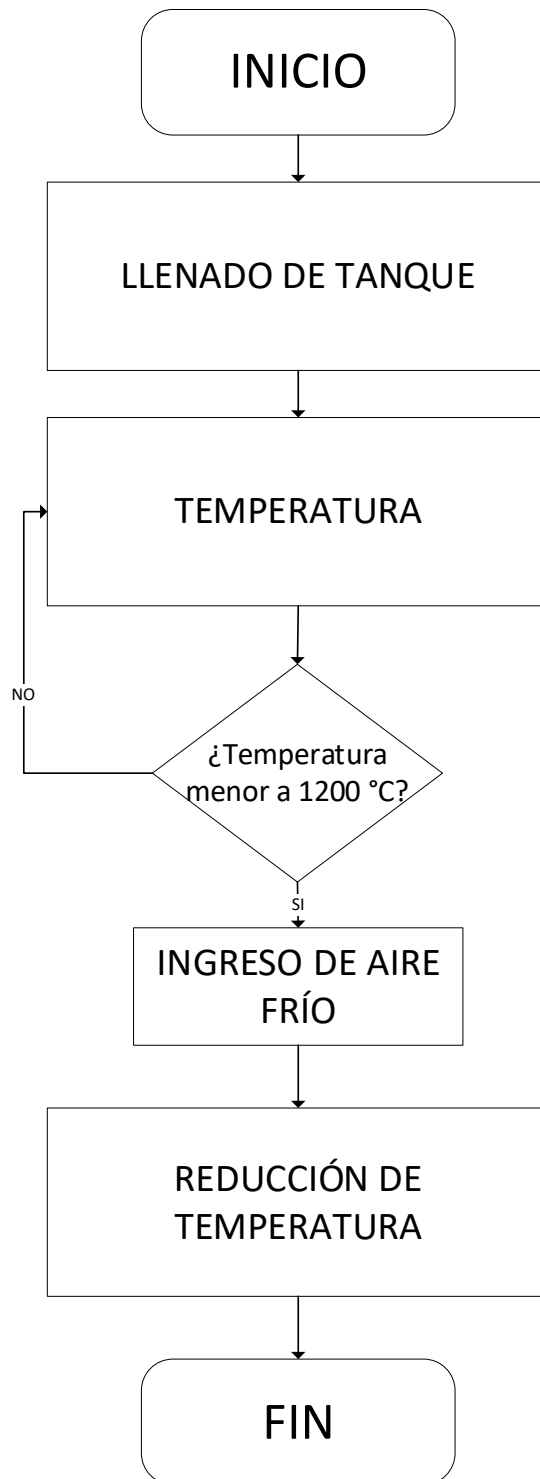 INICIO
LLENADO DE TANQUE
TEMPERATURA
NO
¿Temperatura
menor a 1200 °C?
SI
INGRESO DE AIRE
FRÍO
REDUCCIÓN DE
TEMPERATURA
FIN